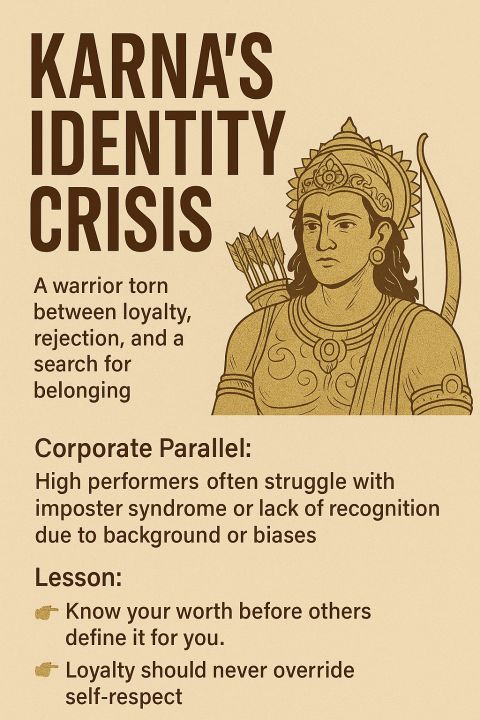 KARNA'S
IDENTITY
CRISIS
A warrior torn
between loyalty,
rejection, and a
search for
belonging
Corporate Parallel:
High performers often struggle with
imposter syndrome or lack of recognition
due to background or biases
Lesson:
Know your worth before others
define it for you.
Loyalty should never override
self-respect